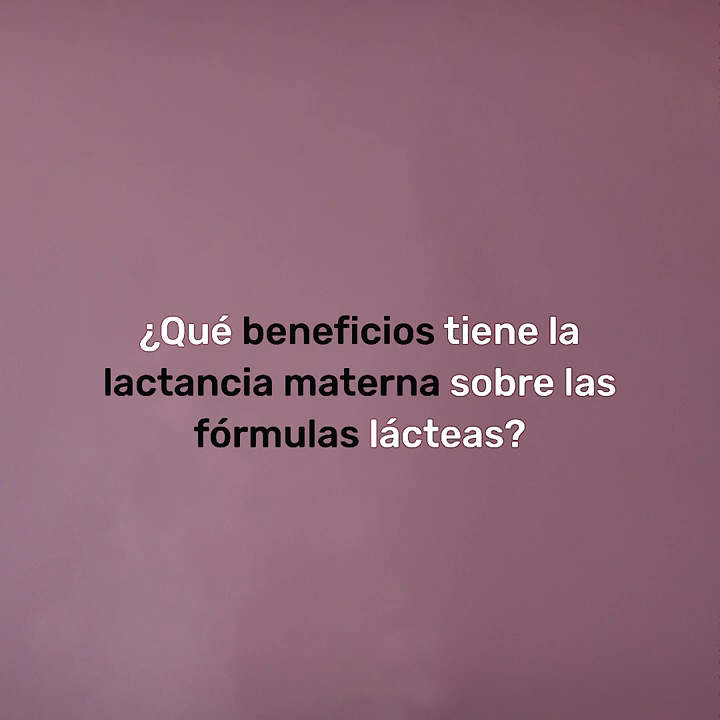 ¿Qué beneficios tiene la
lactancia materna sobre las
fórmulas lácteas?